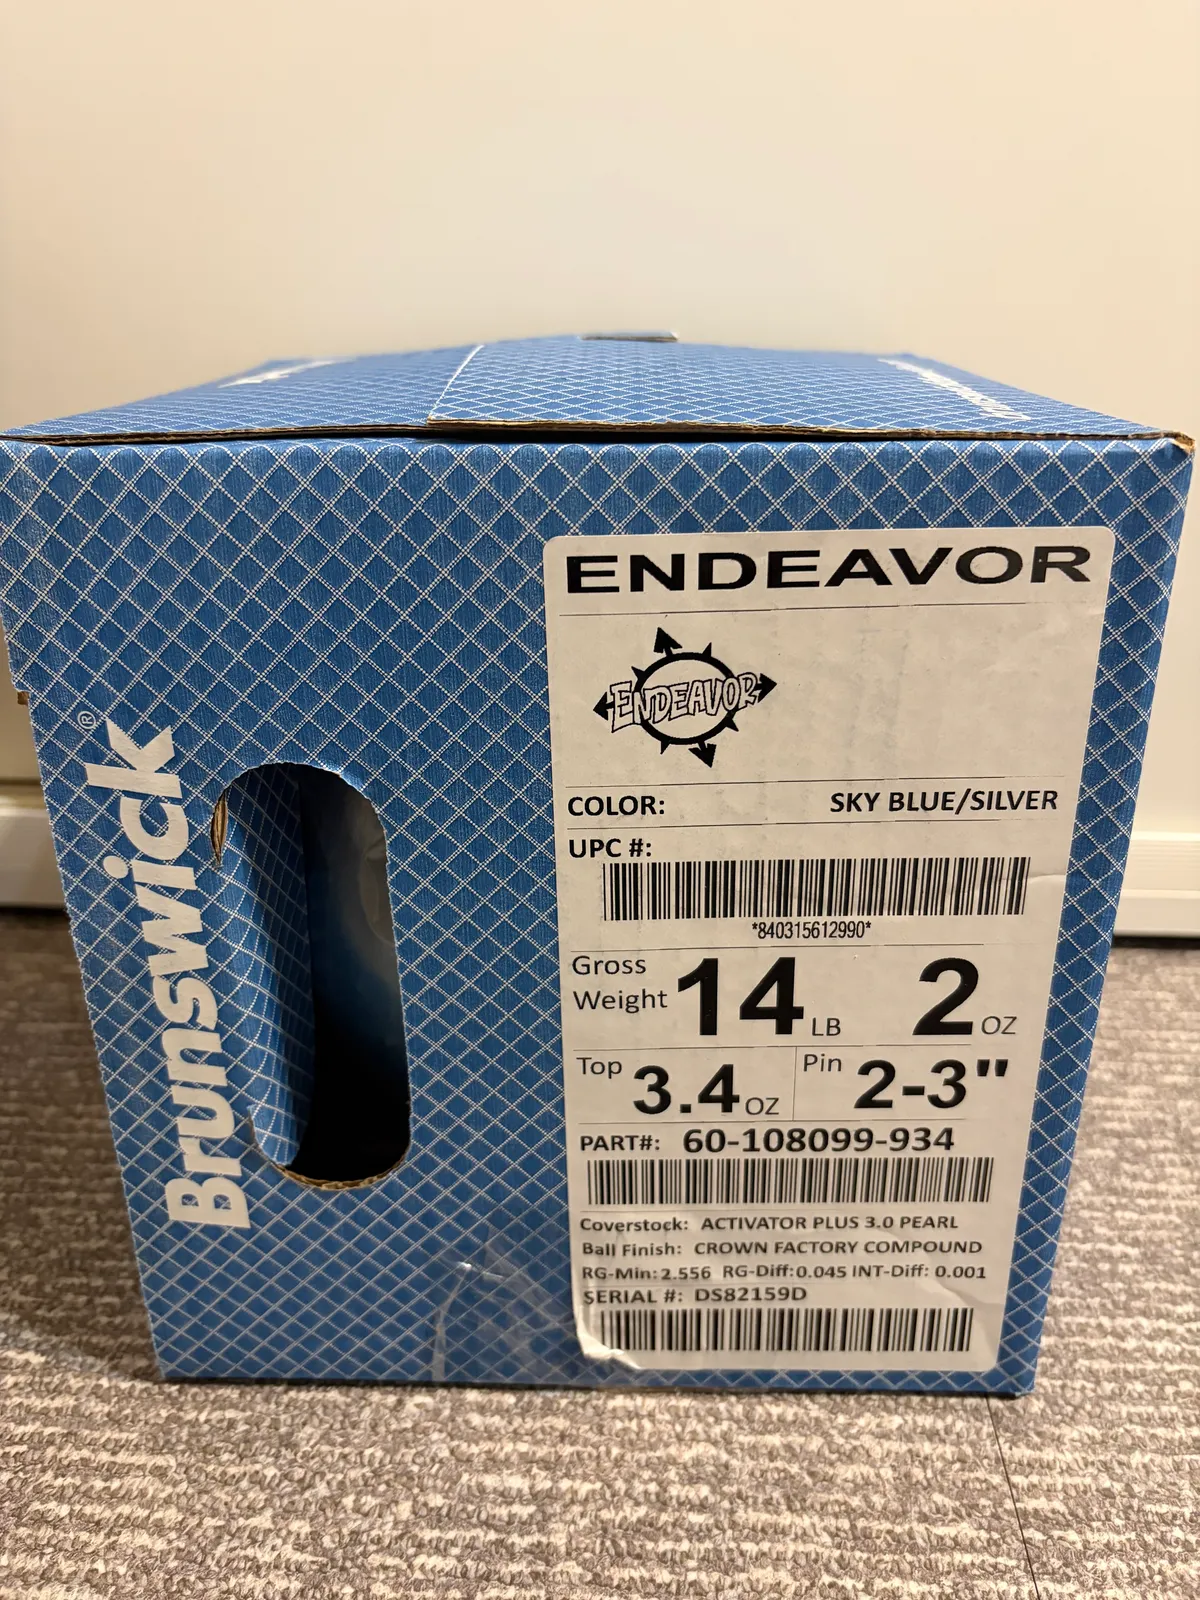 Brunswick®
ENDEAVOR
ENDEAVOR
COLOR: SKY BLUE/SILVER
UPC #:
*840315612990*
Gross
Weight 14 LB 2 OZ
Top 3.4 OZ Pin 2-3"
PART#: 60-108099-934
Coverstock: ACTIVATOR PLUS 3.0 PEARL
Ball Finish: CROWN FACTORY COMPOUND
RG-Min: 2.556 RG-Diff: 0.045 INT-Diff: 0.001
SERIAL #: DS82159D